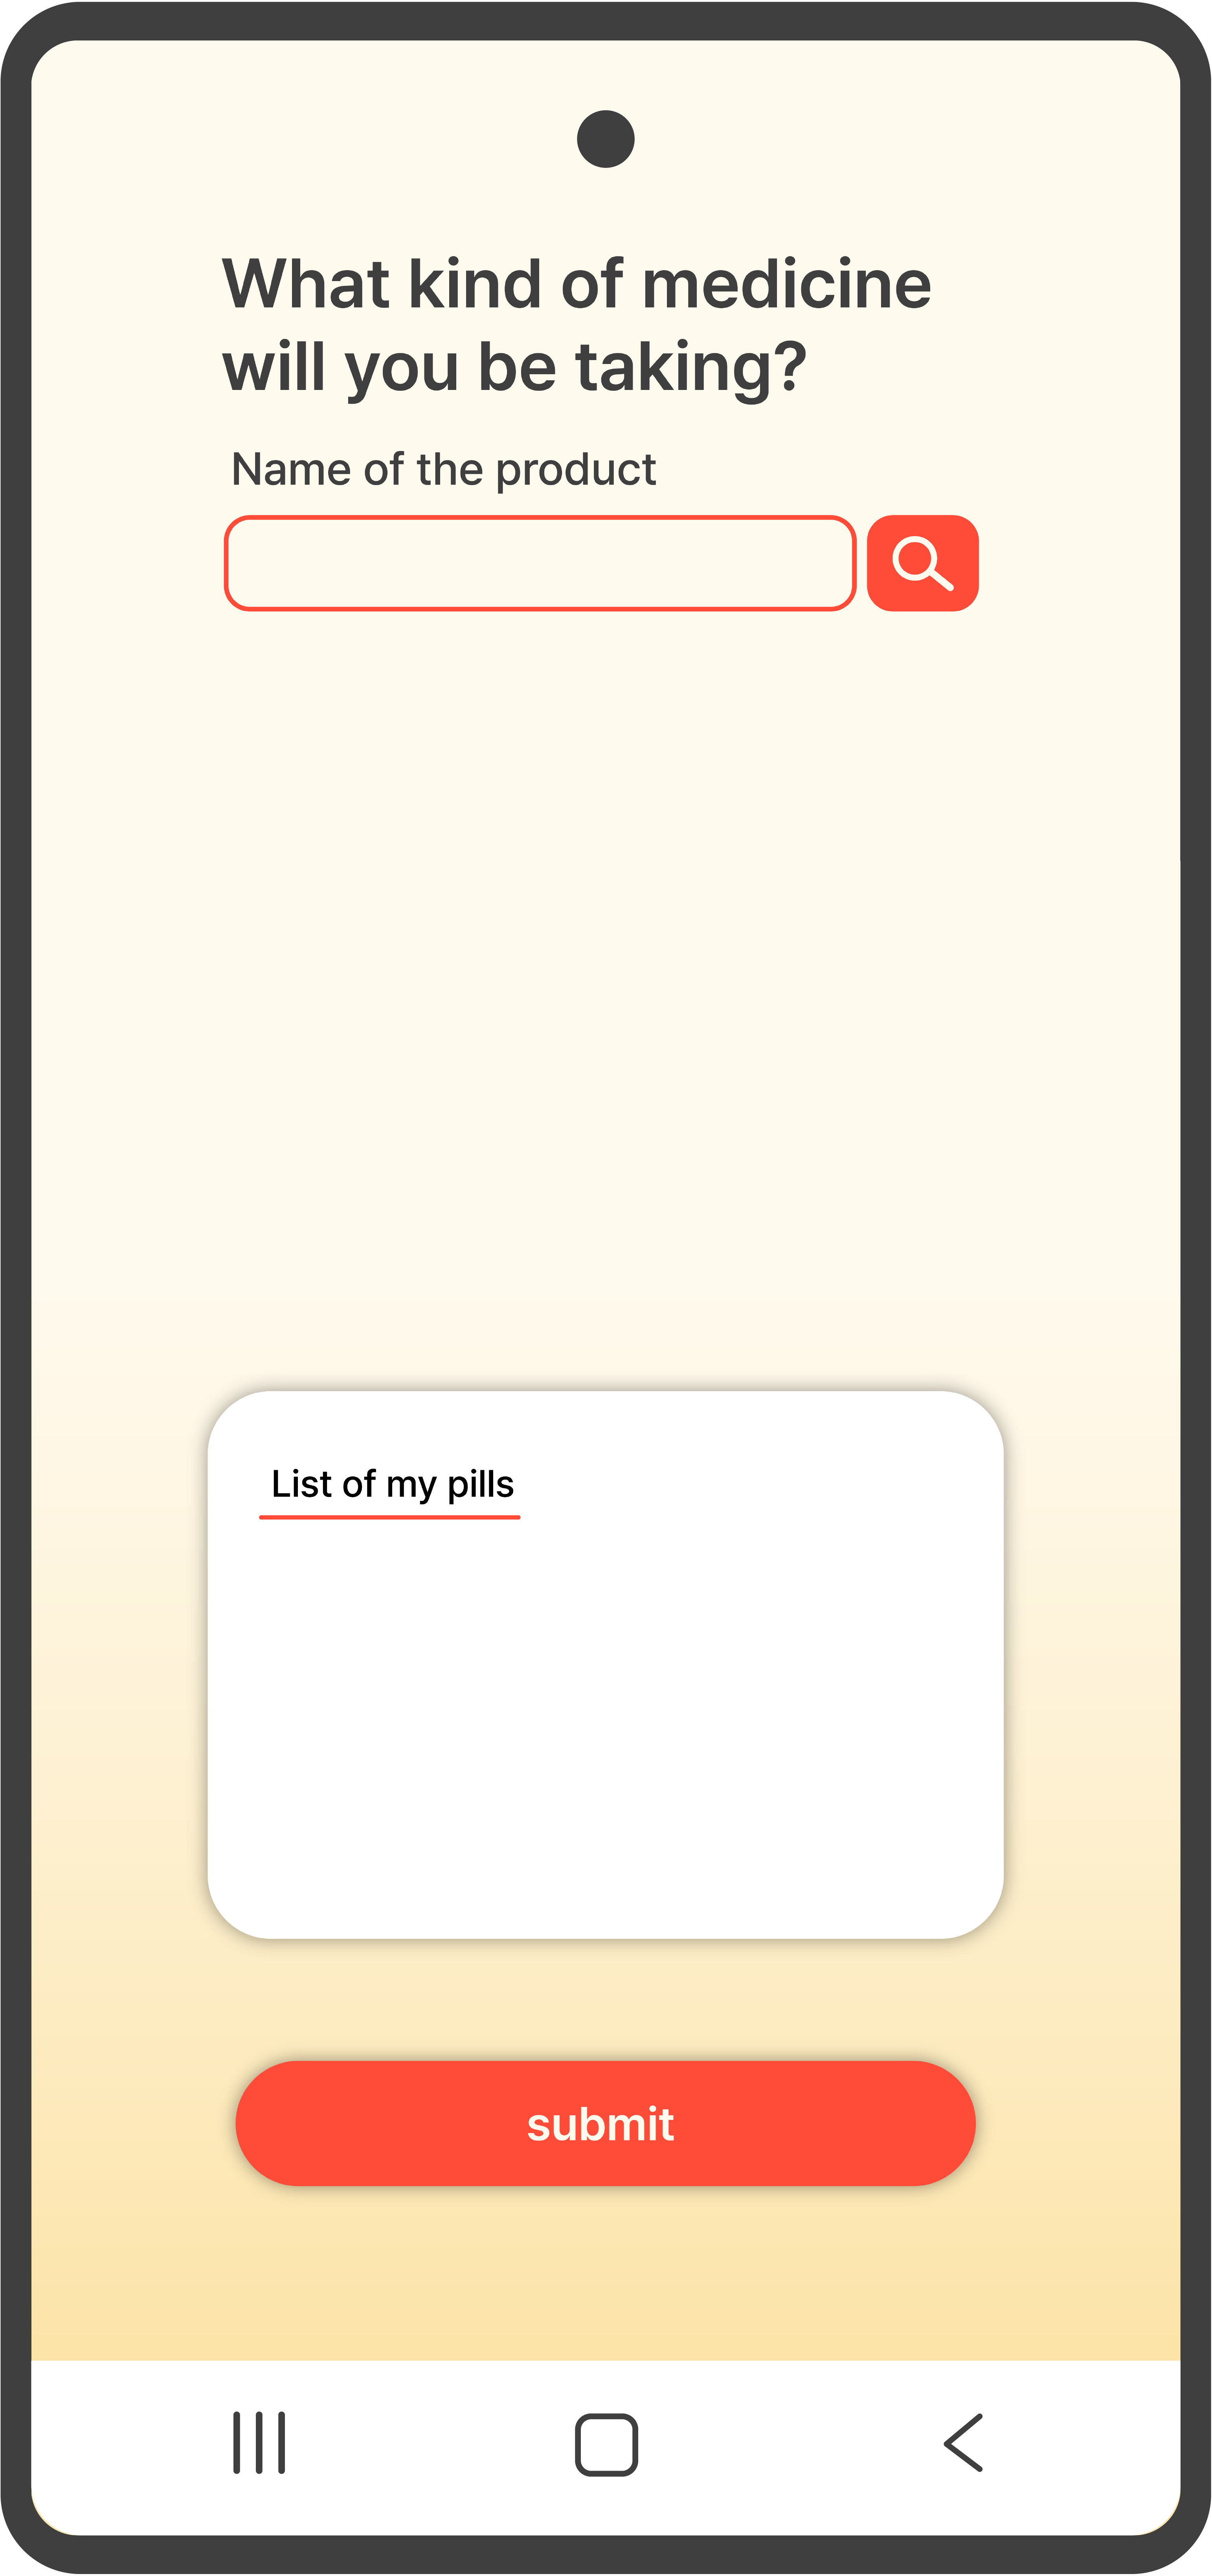 What kind of medicine
will you be taking?
Name of the product
List of my pills
submit